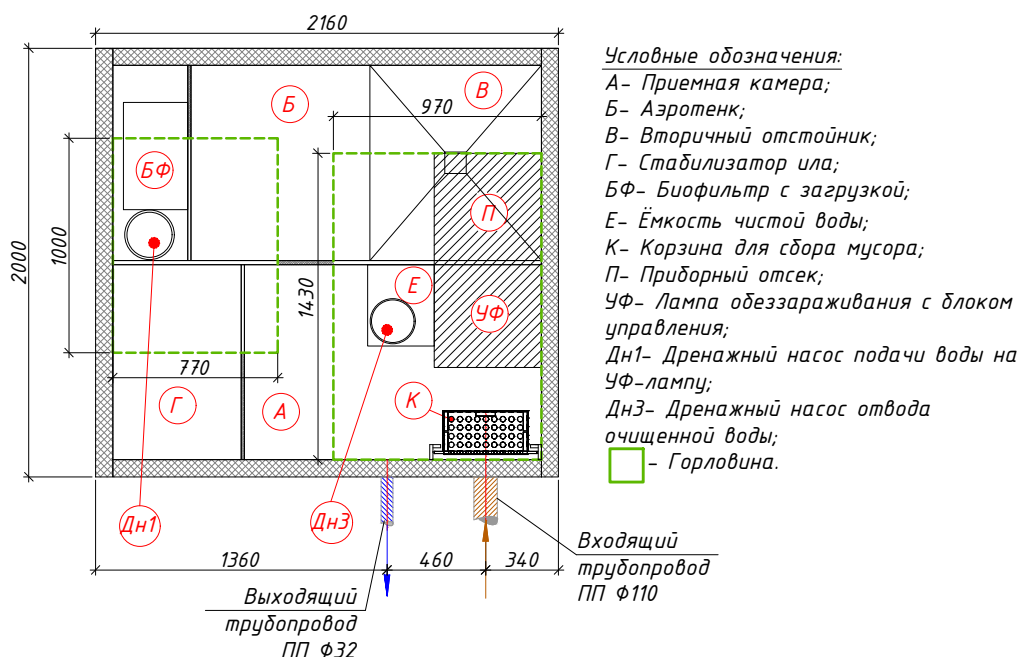 2160
Условные обозначения:
А- Приемная камера;
Б- Аэротенк;
В- Вторичный отстойник;
Г- Стабилизатор ила;
БФ- Биофильтр с загрузкой;
Е- Ёмкость чистой воды;
К- Корзина для сбора мусора;
П- Приборный отсек;
УФ- Лампа обеззараживания с блоком
управления;
Дн1- Дренажный насос подачи воды на
УФ-лампу;
Дн3- Дренажный насос отвода
очищенной воды;
- Горловина.
В
Б
970
БФ
П
1000
2000
1430
Е
УФ
770
Г
А
К
Дн1
Дн3
1360
460
340
Входящий
трубопровод
ПП Ф110
Выходящий
трубопровод
ПП Ф32